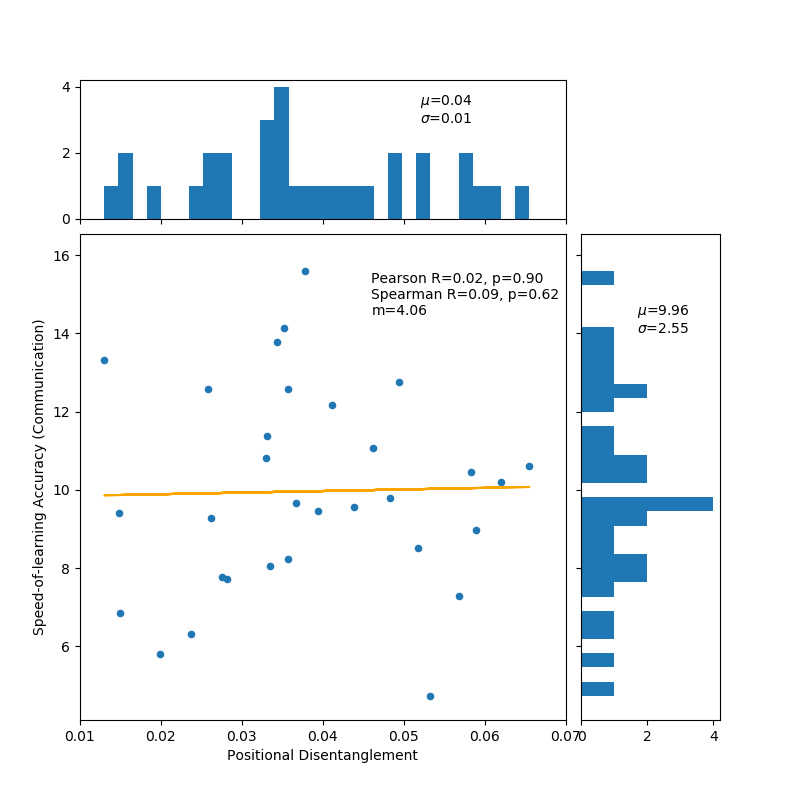 4
2
0
μ=0.04
σ=0.01
16
14
12
10
8
6
Speed-of-learning Accuracy (Communication)
Pearson R=0.02, p=0.90
Spearman R=0.09, p=0.62
m=4.06
μ=9.96
σ=2.55
0.01 0.02 0.03 0.04 0.05 0.06 0.07
0 2 4
Positional Disentanglement